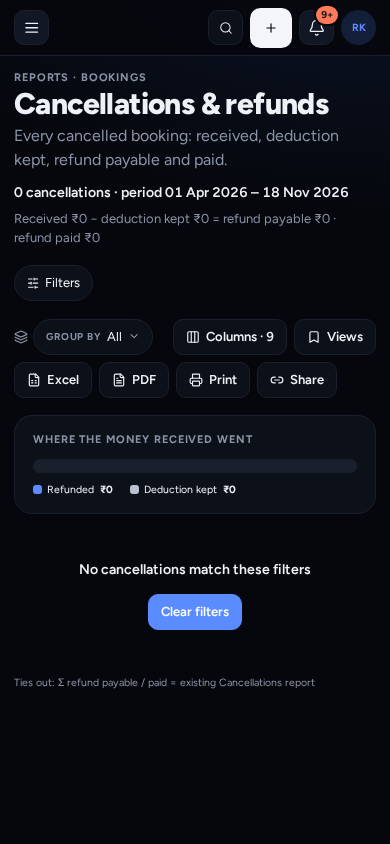 9+
RK
REPORTS · BOOKINGS
Cancellations & refunds
Every cancelled booking: received, deduction
kept, refund payable and paid.
0 cancellations · period 01 Apr 2026 – 18 Nov 2026
Received ₹0 − deduction kept ₹0 = refund payable ₹0 ·
refund paid ₹0
Filters
GROUP BY All
Columns · 9
Views
Excel
PDF
Print
Share
WHERE THE MONEY RECEIVED WENT
Refunded ₹0 Deduction kept ₹0
No cancellations match these filters
Clear filters
Ties out: Σ refund payable / paid = existing Cancellations report